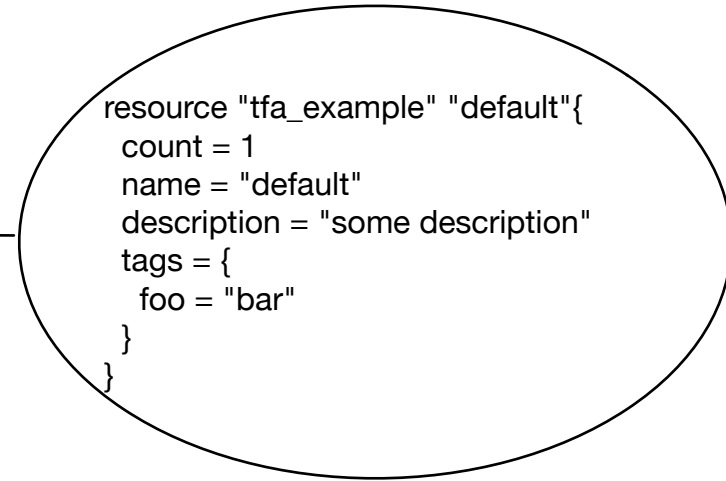 resource "tfa_example" "default"{
  count = 1
  name = "default"
  description = "some description"
  tags = {
    foo = "bar"
  }
}